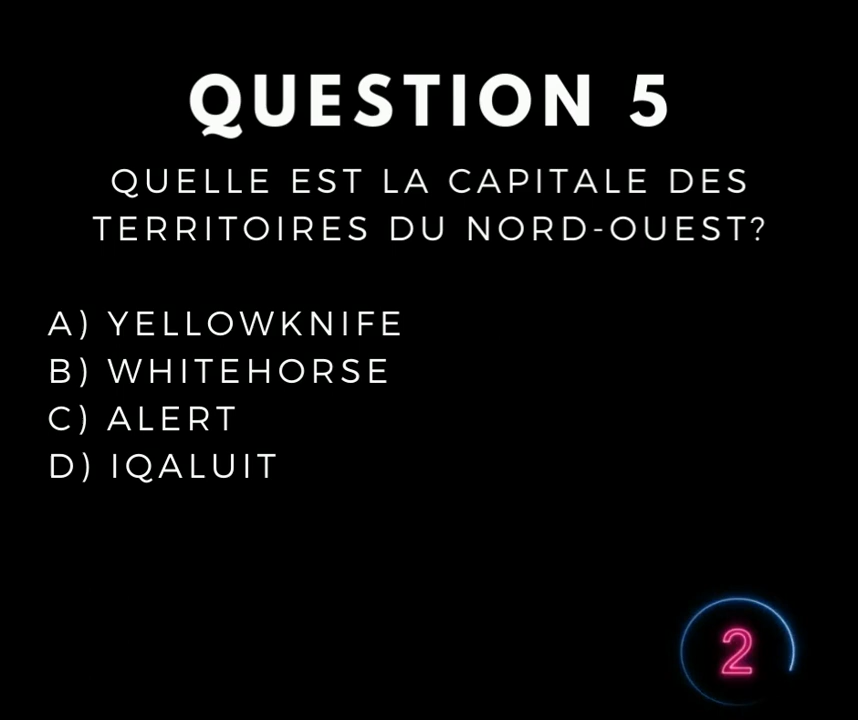 QUESTION 5
QUELLE EST LA CAPITALE DES
TERRITOIRES DU NORD-OUEST?
A) YELLOWKNIFE
B) WHITEHORSE
C) ALERT
D) IQALUIT
2